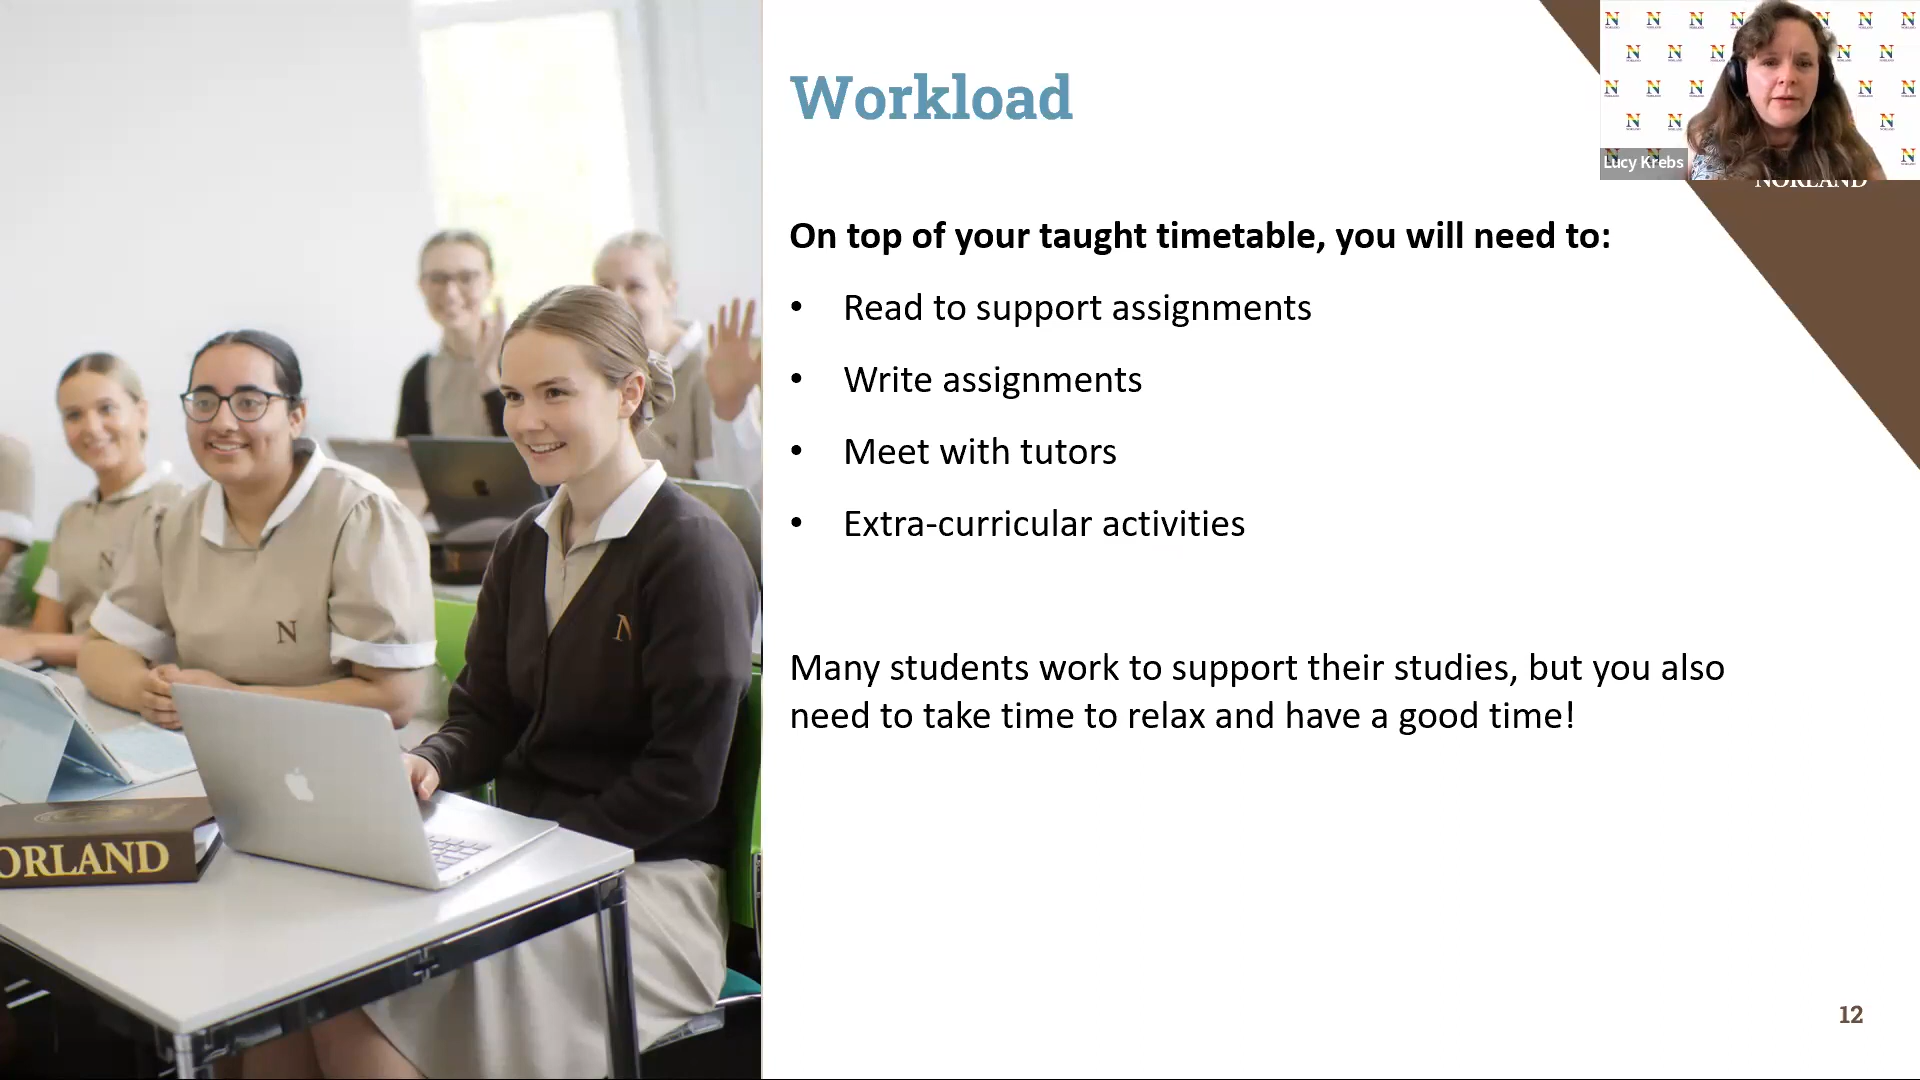 Workload
Lucy Krebs
NORLAND
On top of your taught timetable, you will need to:
• Read to support assignments
• Write assignments
• Meet with tutors
• Extra-curricular activities
Many students work to support their studies, but you also
need to take time to relax and have a good time!
N
N
N
ORLAND
12